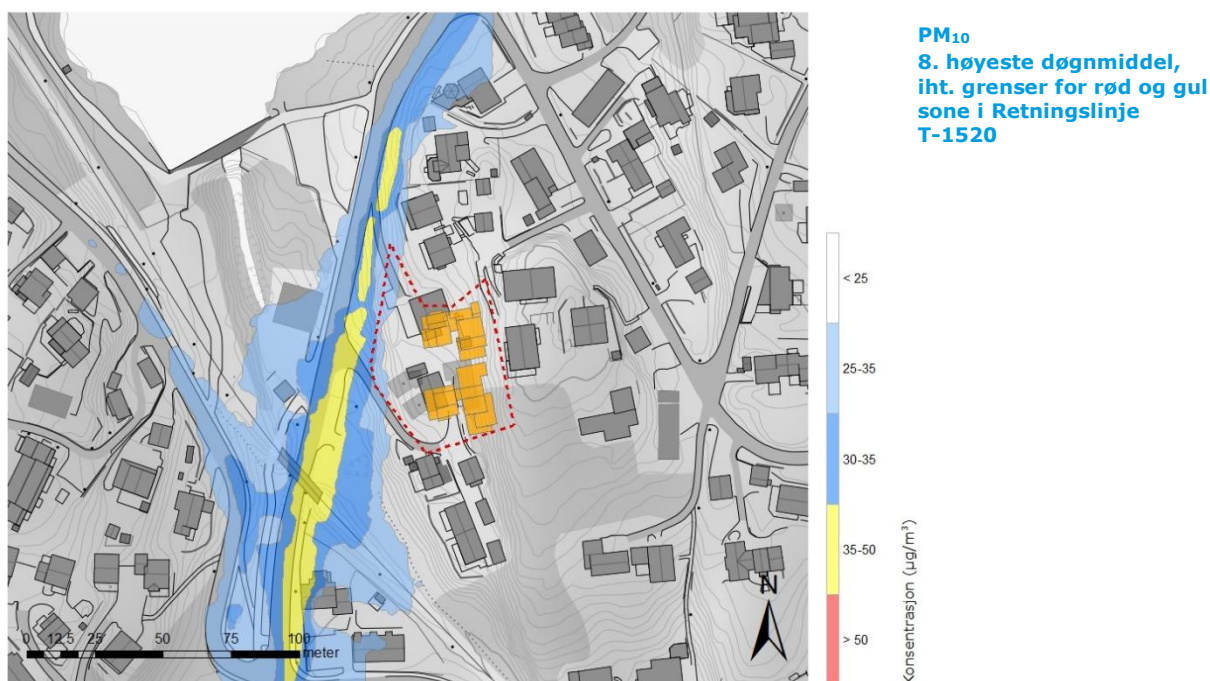 PM₁₀
8. høyeste døgnmiddel,
iht. grenser for rød og gul
sone i Retningslinje
T-1520
< 25
25-35
30-35
35-50
> 50
Konsentrasjon (µg/m³)
N
0 12,5 25 50 75 100
meter